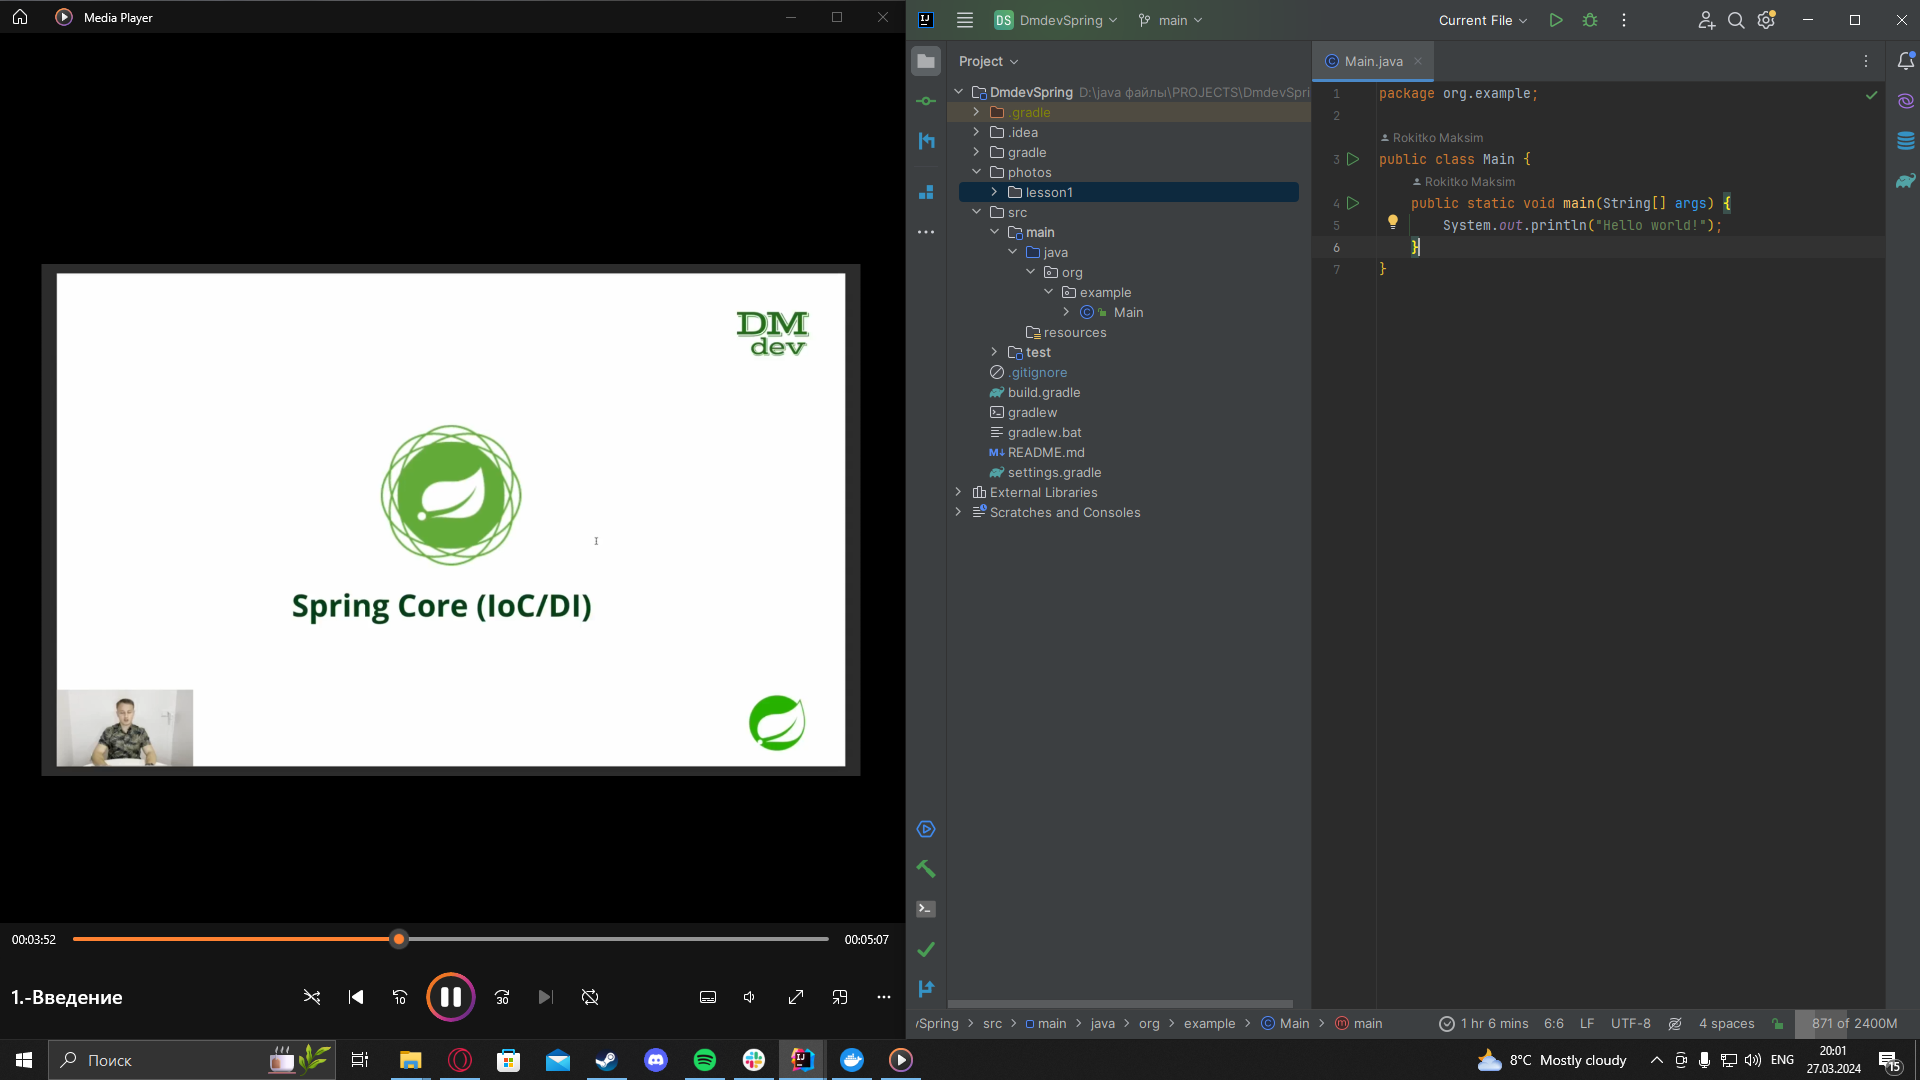 Media Player
DM
dev
Spring Core (IoC/DI)
00:03:52
00:05:07
1.-Введение
10
30
DS DmdevSpring
main
Current File
Project
DmdevSpring D:\java файлы\PROJECTS\DmdevSpri
.gradle
.idea
gradle
photos
lesson1
src
main
java
org
example
Main
resources
test
.gitignore
build.gradle
gradlew
gradlew.bat
README.md
settings.gradle
External Libraries
Scratches and Consoles
Main.java
1 package org.example;
2
Rokitko Maksim
3 public class Main {
Rokitko Maksim
4 public static void main(String[] args) {
5 System.out.println("Hello world!");
6 }
7 }
vSpring > src > main > java > org > example > Main > main
1 hr 6 mins 6:6 LF UTF-8 4 spaces 871 of 2400M
Поиск
8°C Mostly cloudy
ENG
20:01
27.03.2024
15